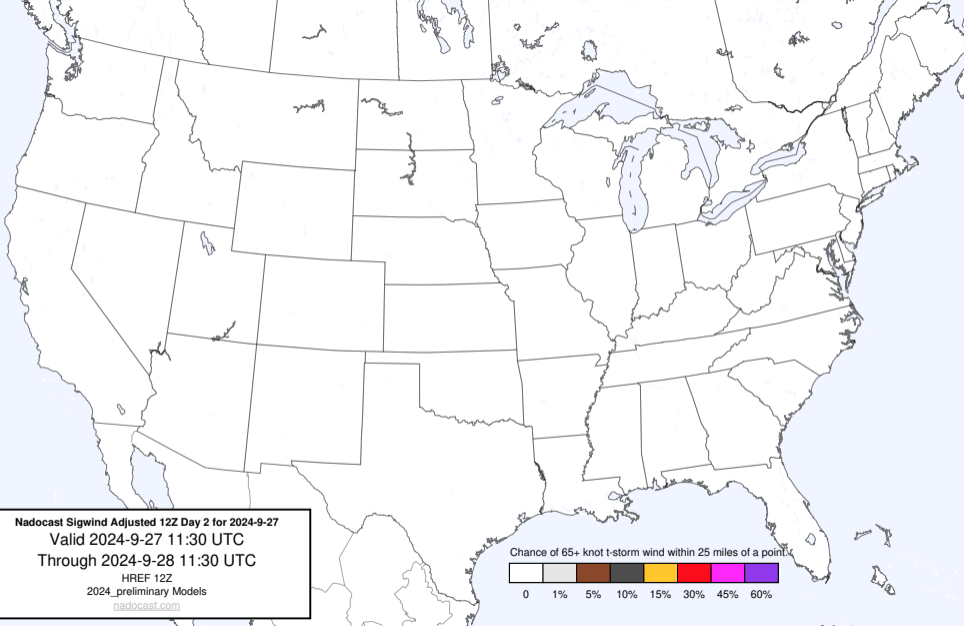 Nadocast Sigwind Adjusted 12Z Day 2 for 2024-9-27
Valid 2024-9-27 11:30 UTC
Through 2024-9-28 11:30 UTC
HREF 12Z
2024_preliminary Models
nadocast.com
Chance of 65+ knot t-storm wind within 25 miles of a point.
0 1% 5% 10% 15% 30% 45% 60%